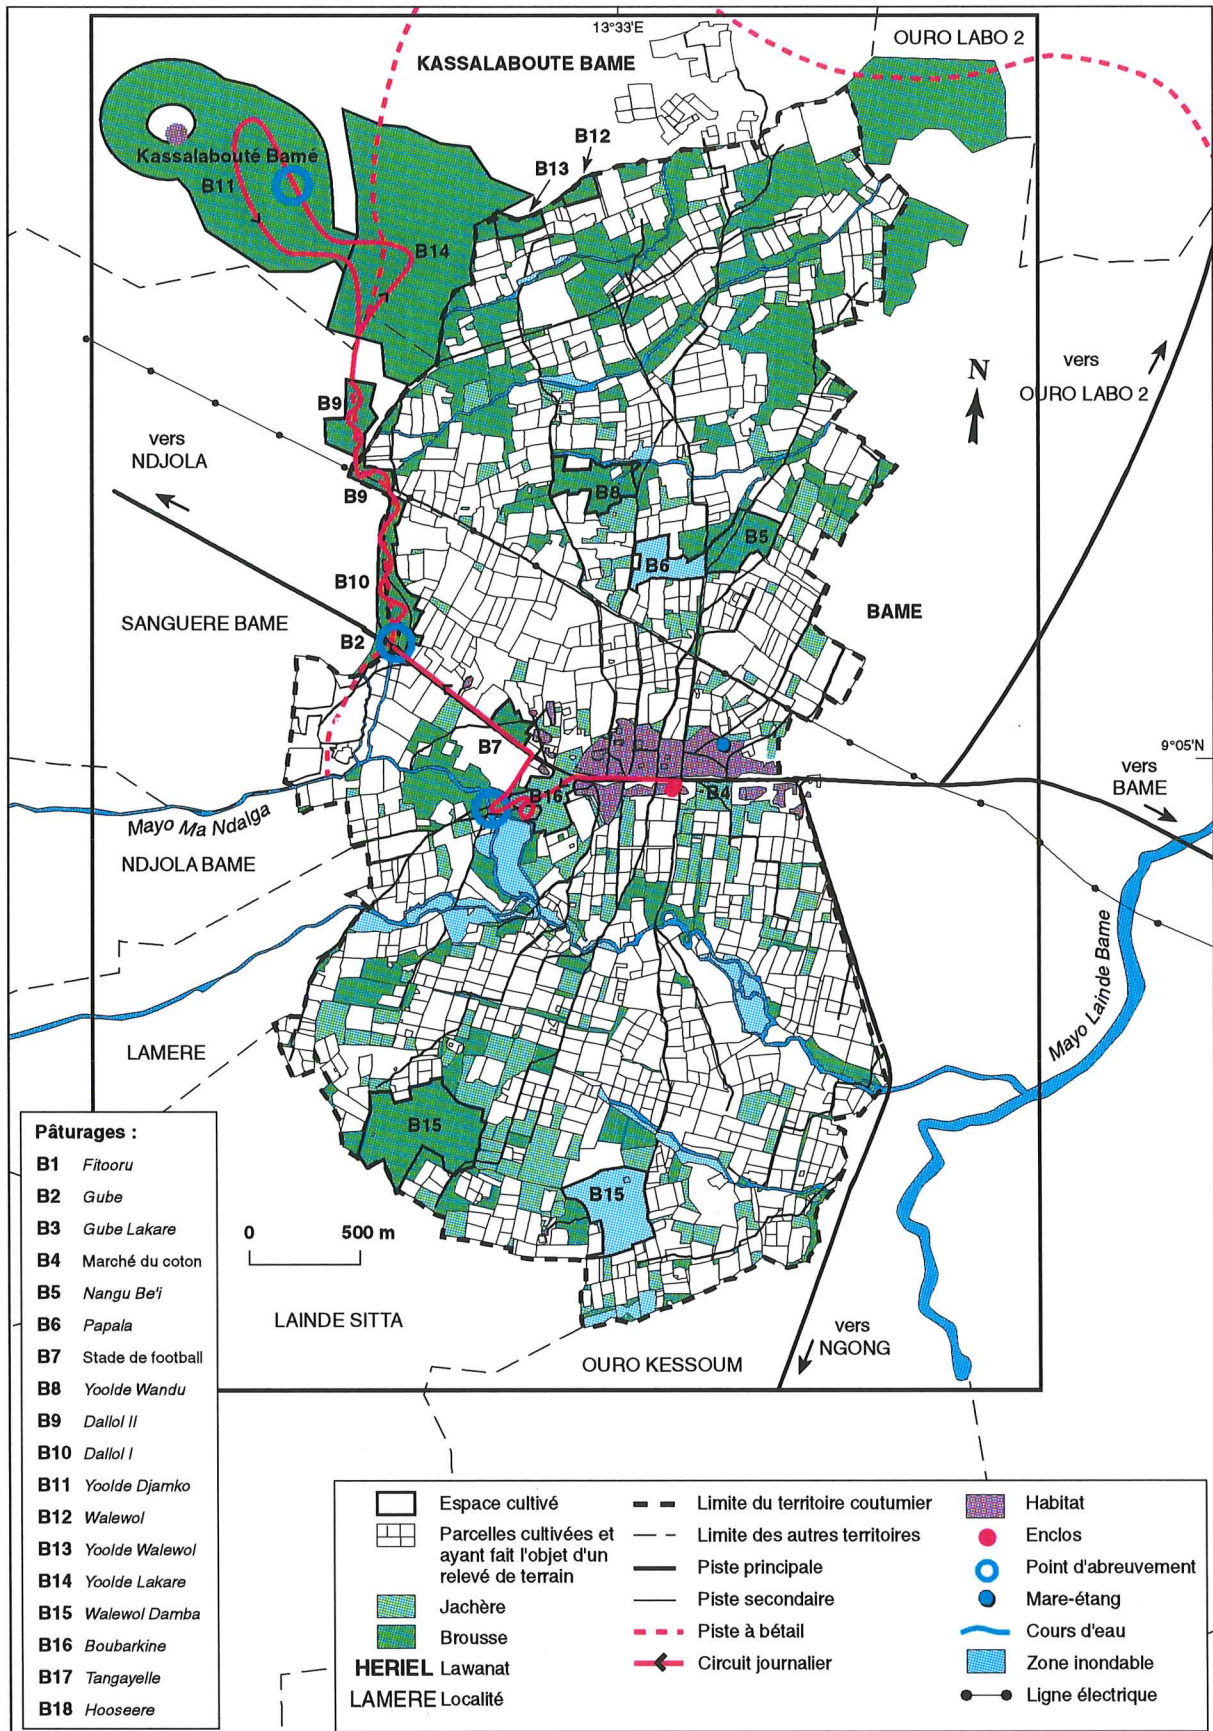 13°33'E
OURO LABO 2
KASSALABOUTE BAME
B12
Kassalabouté Bamé
B13
B11
B14
N
vers
OURO LABO 2
B9
vers
NDJOLA
B9
B8
B5
B6
B10
BAME
SANGUERE BAME
B2
B7
9°05'N
vers
BAME
B16
B4
Mayo Ma Ndalga
NDJOLA BAME
Mayo Lainde Bame
LAMERE
B15
B15
0 500 m
LAINDE SITTA
OURO KESSOUM
vers
NGONG
Pâturages :
B1 Fitooru
B2 Gube
B3 Gube Lakare
B4 Marché du coton
B5 Nangu Be'i
B6 Papala
B7 Stade de football
B8 Yoolde Wandu
B9 Dallol II
B10 Dallol I
B11 Yoolde Djamko
B12 Walewol
B13 Yoolde Walewol
B14 Yoolde Lakare
B15 Walewol Damba
B16 Boubarkine
B17 Tangayelle
B18 Hooseere
Espace cultivé
Parcelles cultivées et
ayant fait l'objet d'un
relevé de terrain
Jachère
Brousse
HERIEL Lawanat
LAMERE Localité
Limite du territoire coutumier
Limite des autres territoires
Piste principale
Piste secondaire
Piste à bétail
Circuit journalier
Habitat
Enclos
Point d'abreuvement
Mare-étang
Cours d'eau
Zone inondable
Ligne électrique